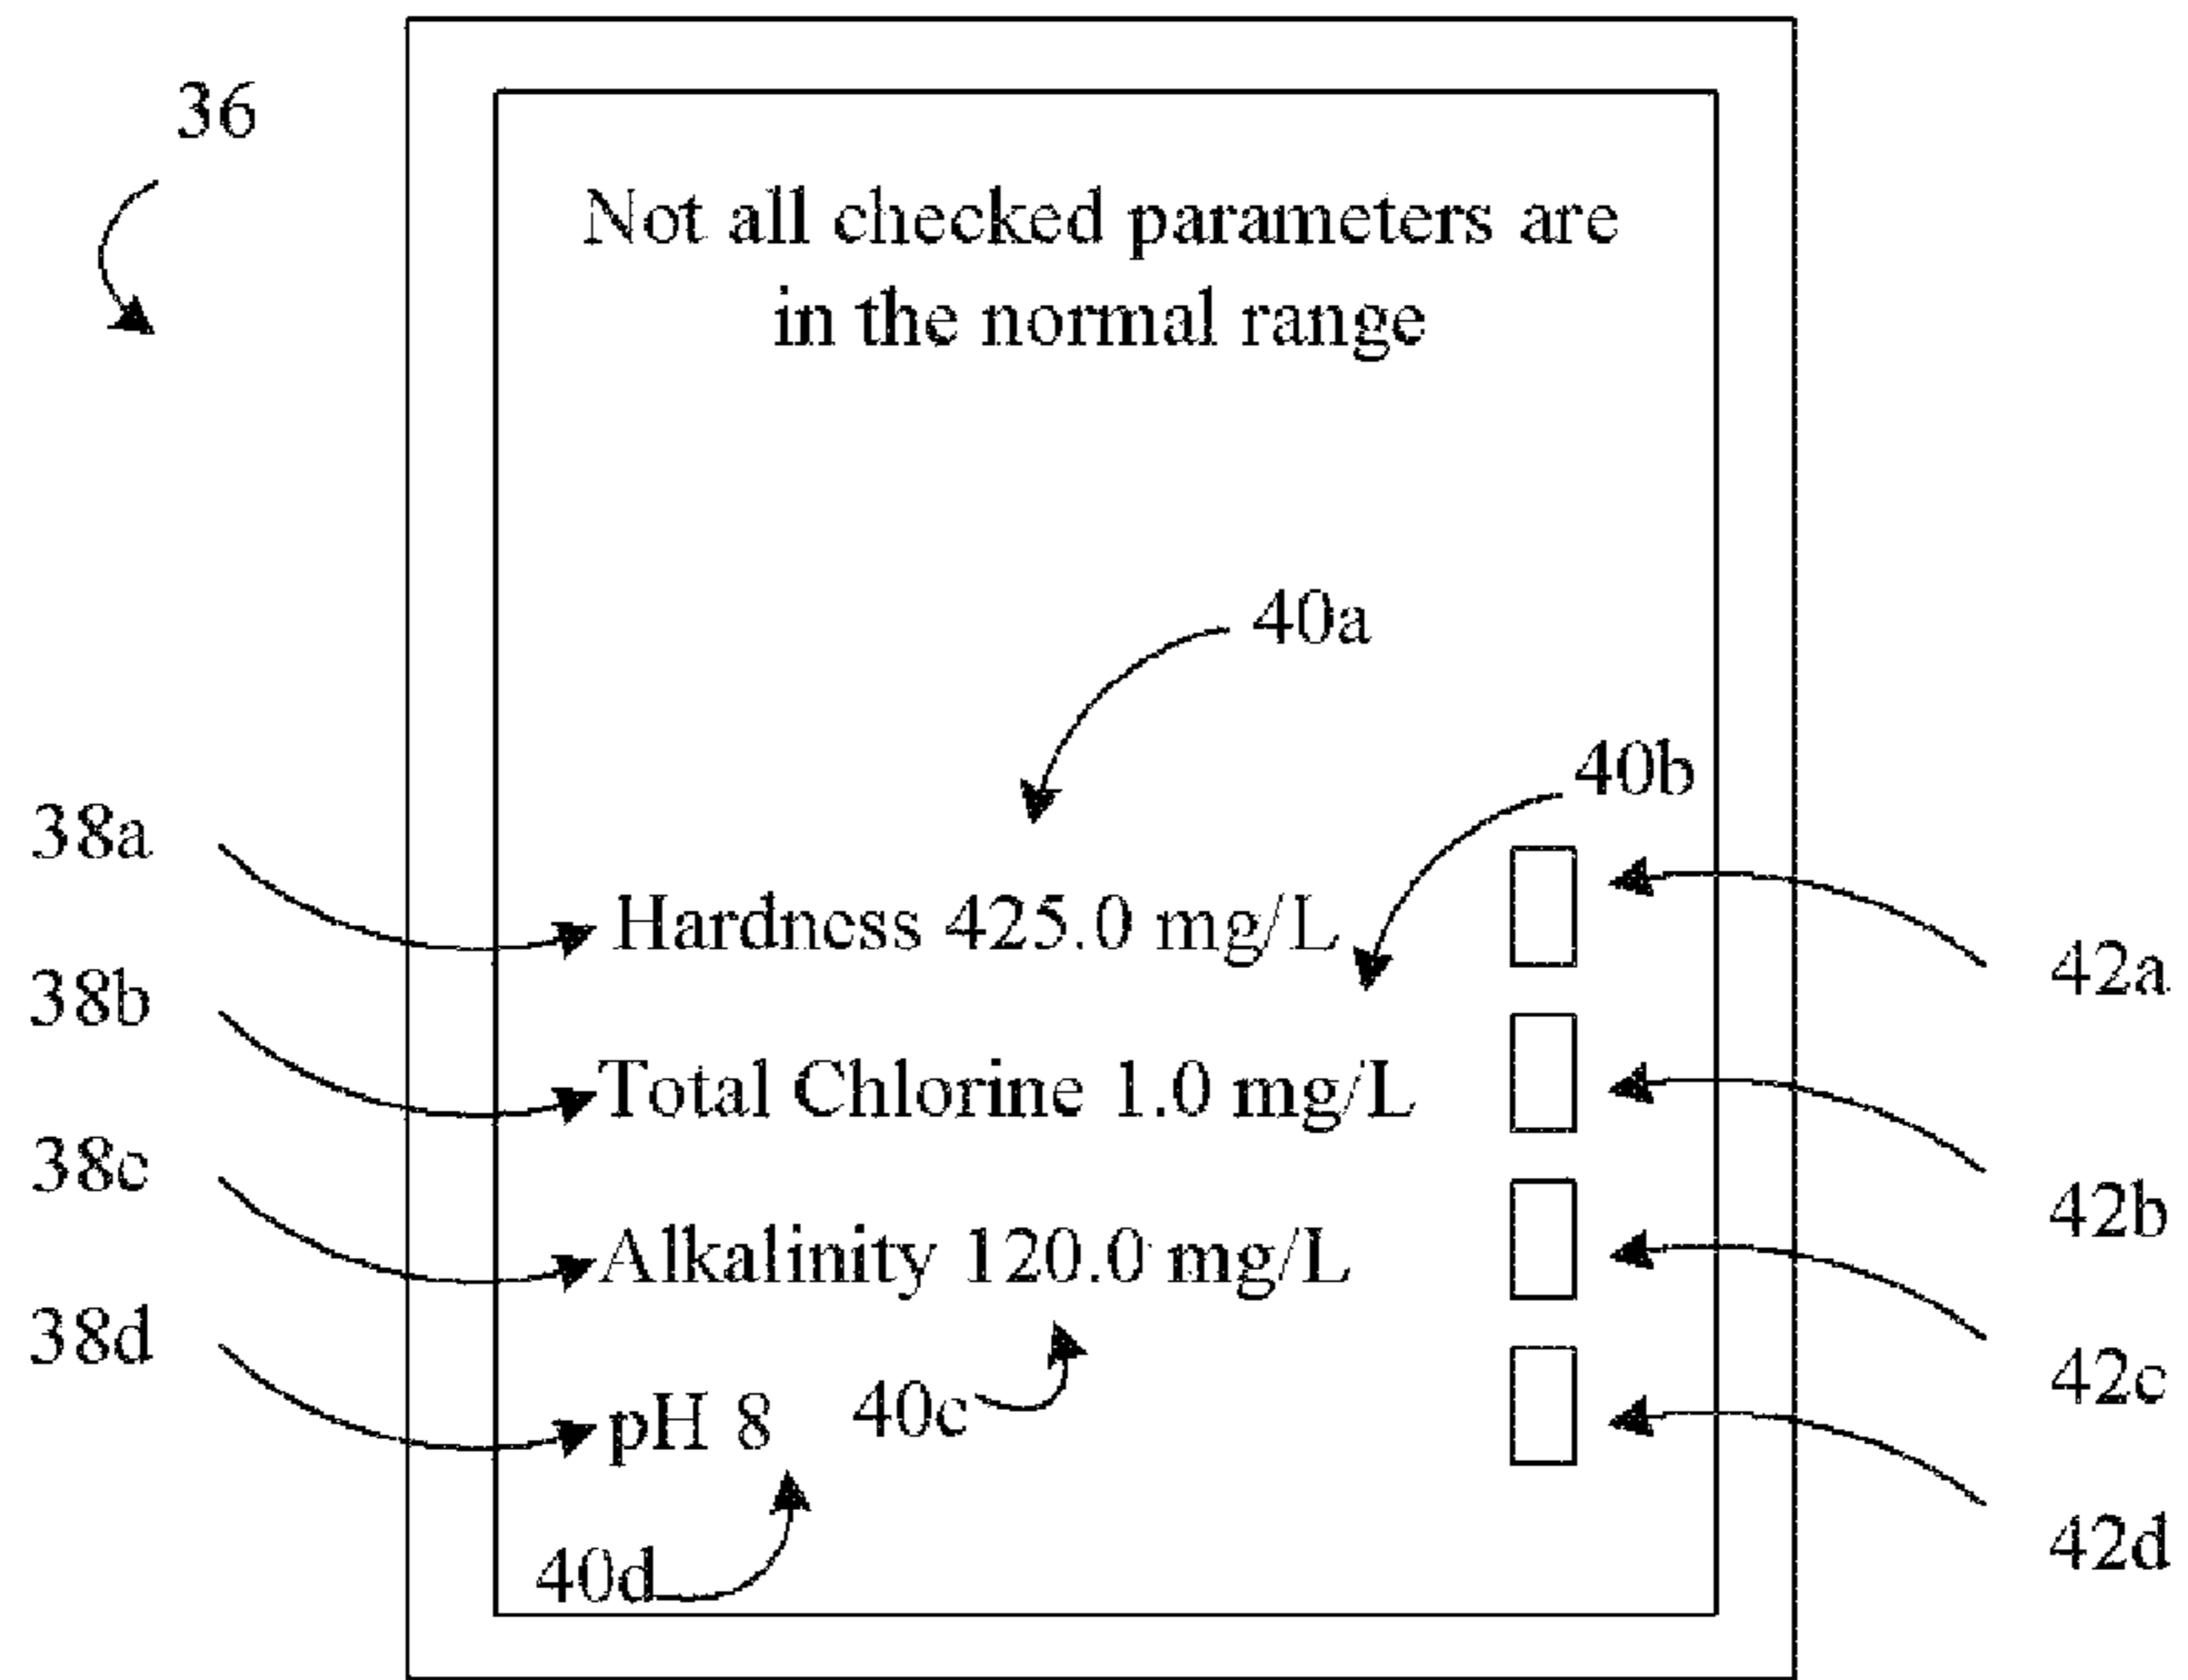 36
Not all checked parameters are
in the normal range
40a
40b
38a
Hardness 425.0 mg/L
42a
38b
Total Chlorine 1.0 mg/L
42b
38c
Alkalinity 120.0 mg/L
42c
38d
pH 8
40c
42d
40d